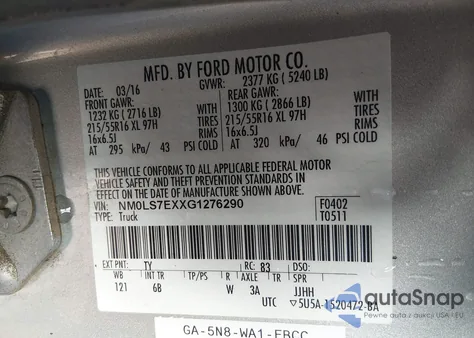 MFD. BY FORD MOTOR CO.
DATE: 03/16 GVWR: 2377 KG ( 5240 LB)
FRONT GAWR: REAR GAWR:
1232 KG ( 2716 LB) WITH 1300 KG ( 2866 LB) WITH
215/55R16 XL 97H TIRES 215/55R16 XL 97H TIRES
16x6.5J RIMS 16x6.5J RIMS
AT 295 kPa/ 43 PSI COLD AT 320 kPa/ 46 PSI COLD
THIS VEHICLE CONFORMS TO ALL APPLICABLE FEDERAL MOTOR
VEHICLE SAFETY STANDARDS IN EFFECT ON THE
DATE OF MANUFACTURE SHOWN ABOVE.
VIN: NM0LS7EXXG1276290 F0402
TYPE: Truck T0511
EXT PNT: TY RC: 83 DSO:
WB INT TR TP/PS R AXLE TR SPR
121 6B W 3A JJHH
UTC ▽5U5A-1520472-BA
autoSnap
GA-5N8-WA1-EBCC